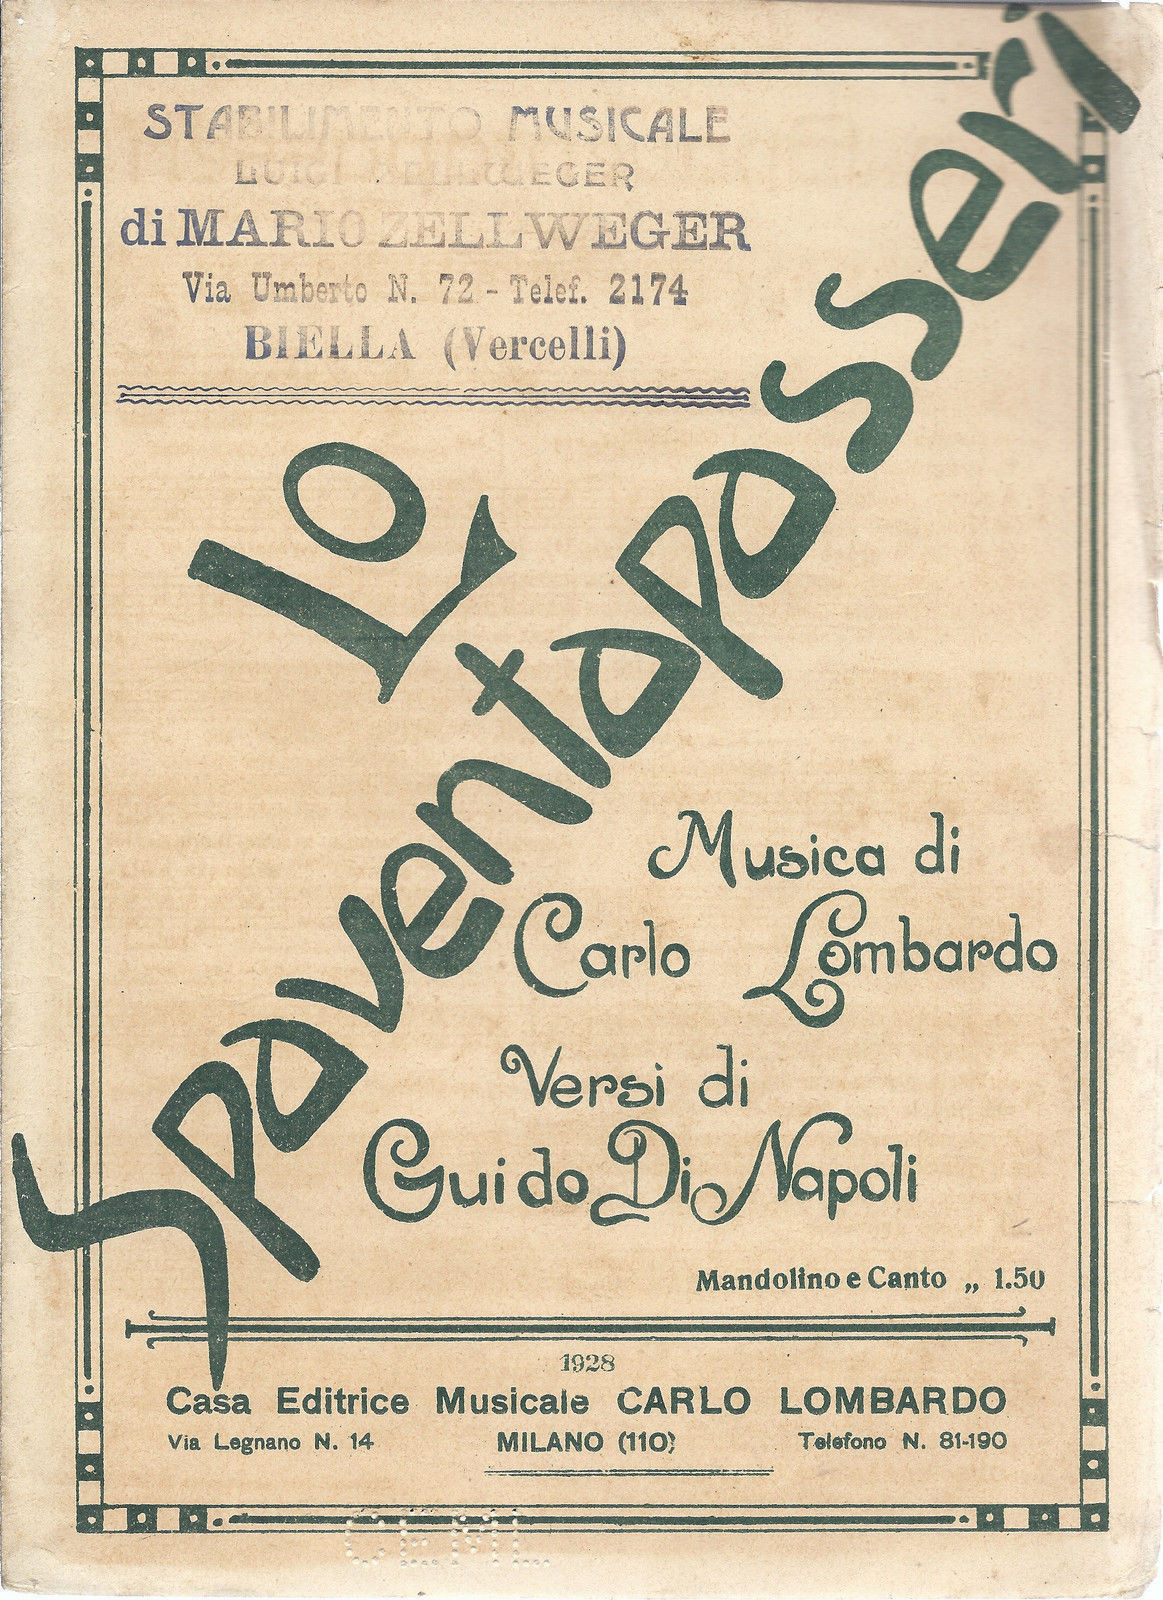 STABILIMENTO MUSICALE
LUIGI ZELLWEGER
di MARIO ZELLWEGER
Via Umberto N. 72 - Telef. 2174
BIELLA (Vercelli)
Lo
Spaventapasseri
Musica di
Carlo Lombardo
Versi di
Guido Di Napoli
Mandolino e Canto „ 1.50
1928
Casa Editrice Musicale CARLO LOMBARDO
Via Legnano N. 14 MILANO (110) Telefono N. 81-190